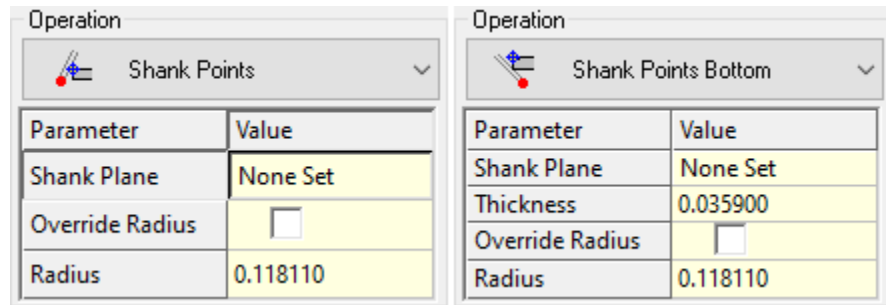 Operation
Shank Points
Parameter Value
Shank Plane None Set
Override Radius
Radius 0.118110
Operation
Shank Points Bottom
Parameter Value
Shank Plane None Set
Thickness 0.035900
Override Radius
Radius 0.118110